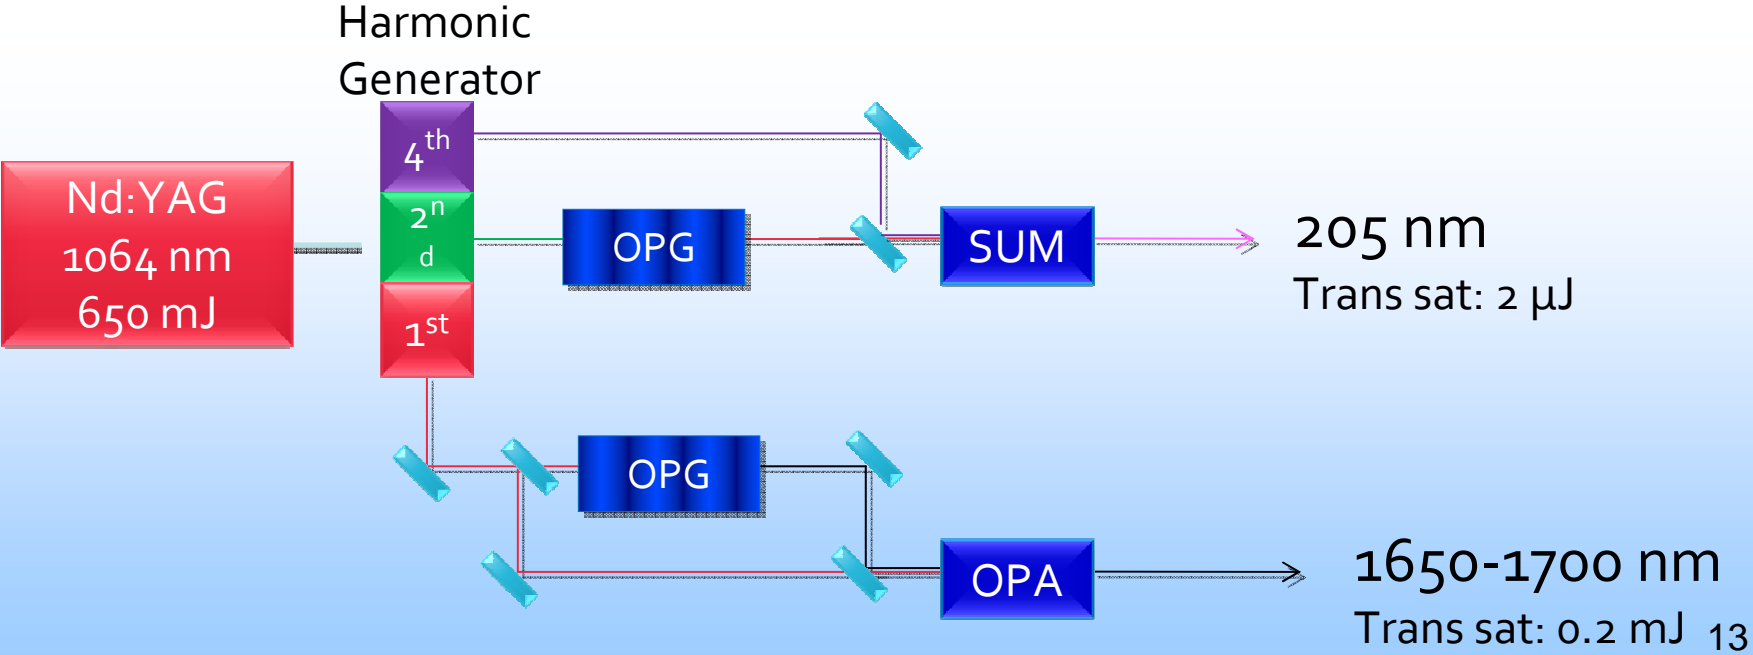 Harmonic
Generator
4th
2nd
1st
Nd:YAG
1064 nm
650 mJ
OPG
SUM
205 nm
Trans sat: 2 µJ
OPG
OPA
1650-1700 nm
Trans sat: 0.2 mJ
13